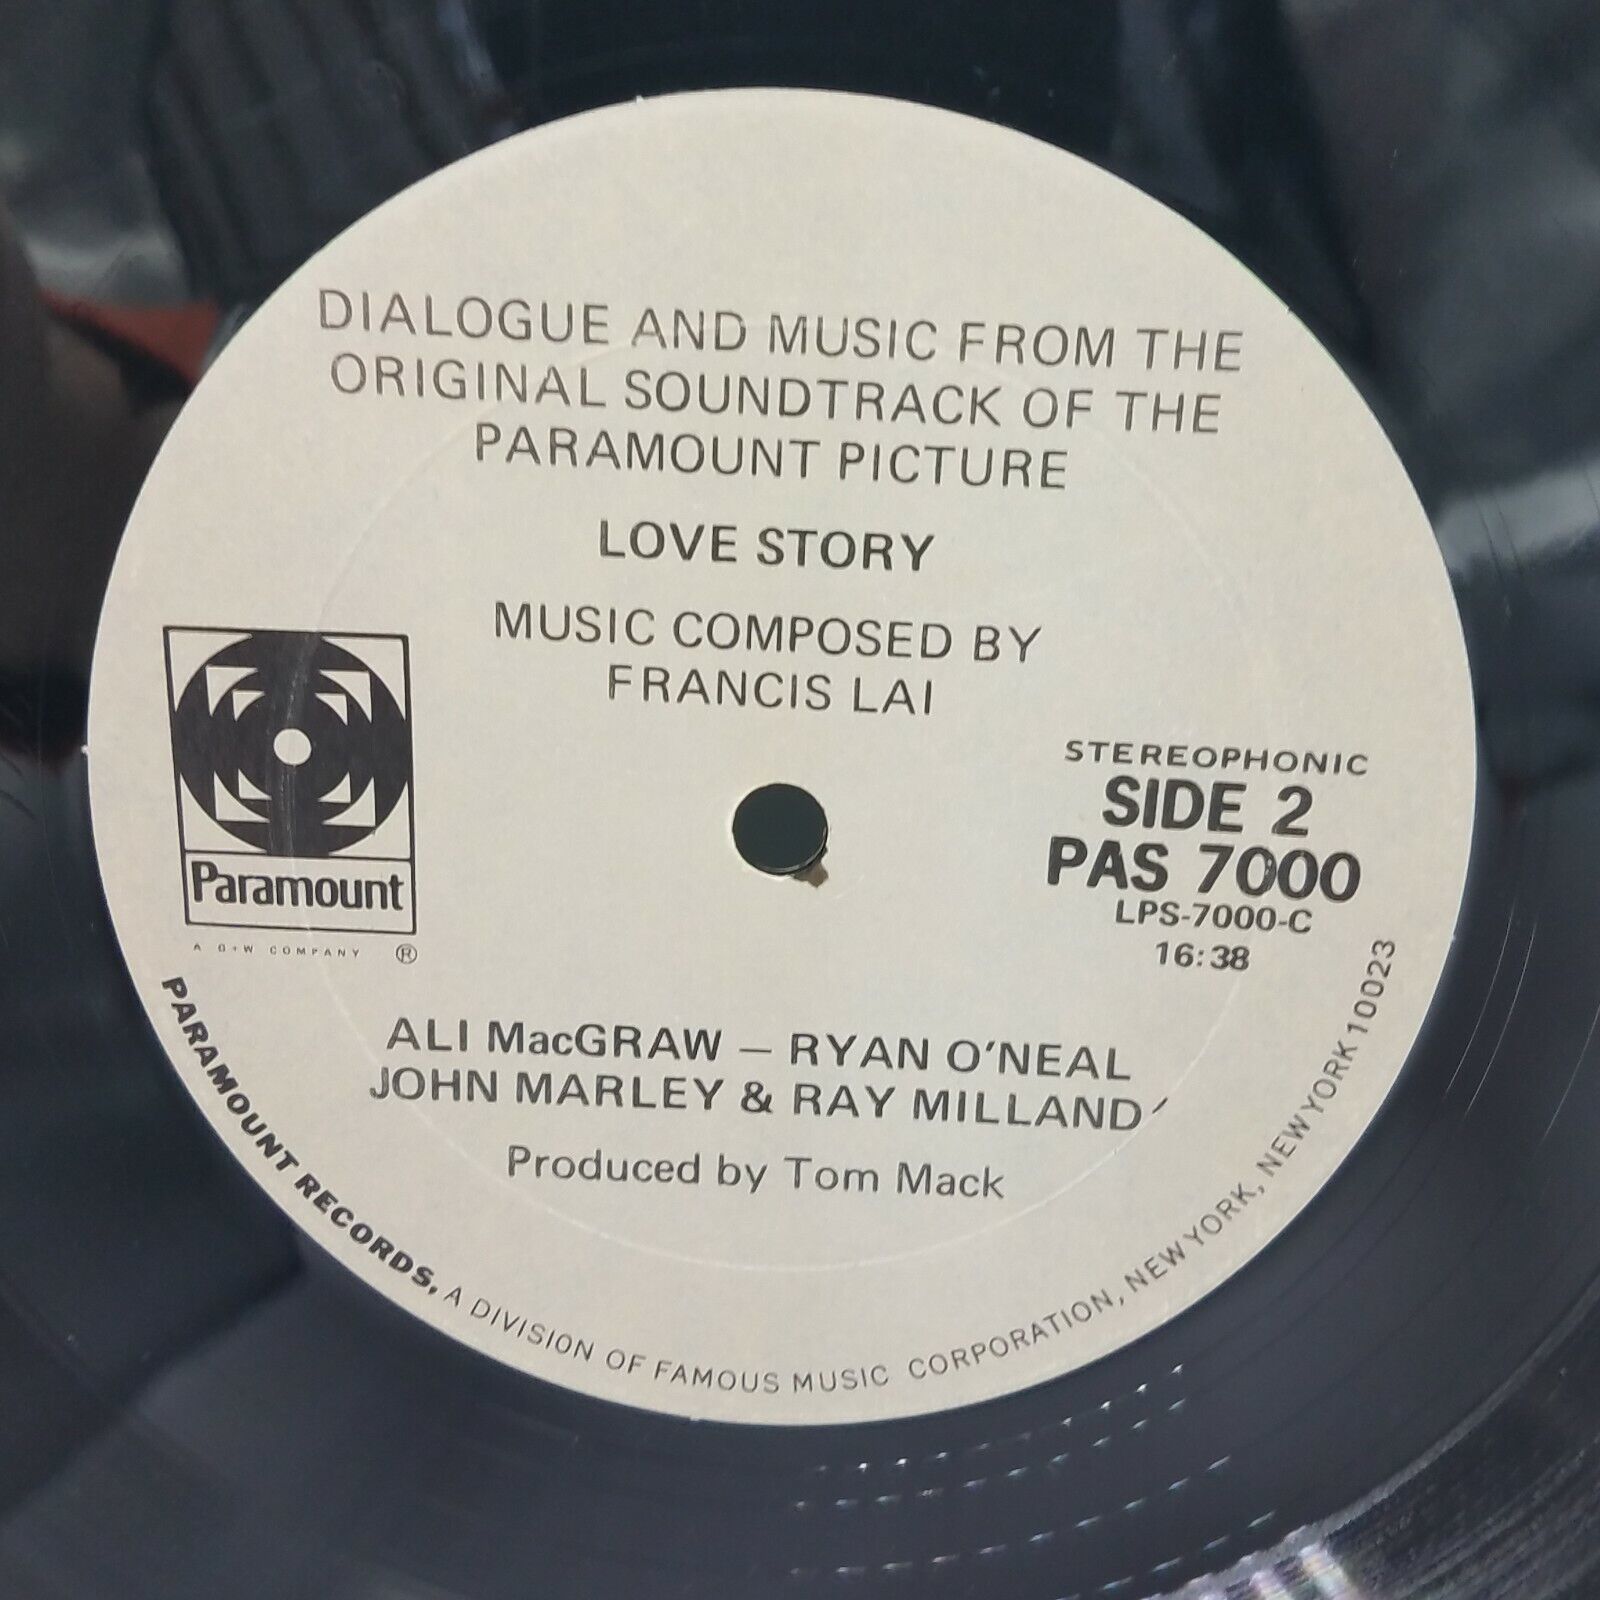 DIALOGUE AND MUSIC FROM THE
ORIGINAL SOUNDTRACK OF THE
PARAMOUNT PICTURE
LOVE STORY
MUSIC COMPOSED BY
FRANCIS LAI
STEREOPHONIC
SIDE 2
PAS 7000
LPS-7000-C
16:38
Paramount
A G+W COMPANY ®
ALI MacGRAW — RYAN O'NEAL
JOHN MARLEY & RAY MILLAND
Produced by Tom Mack
PARAMOUNT RECORDS, A DIVISION OF FAMOUS MUSIC CORPORATION, NEW YORK, NEW YORK 10023